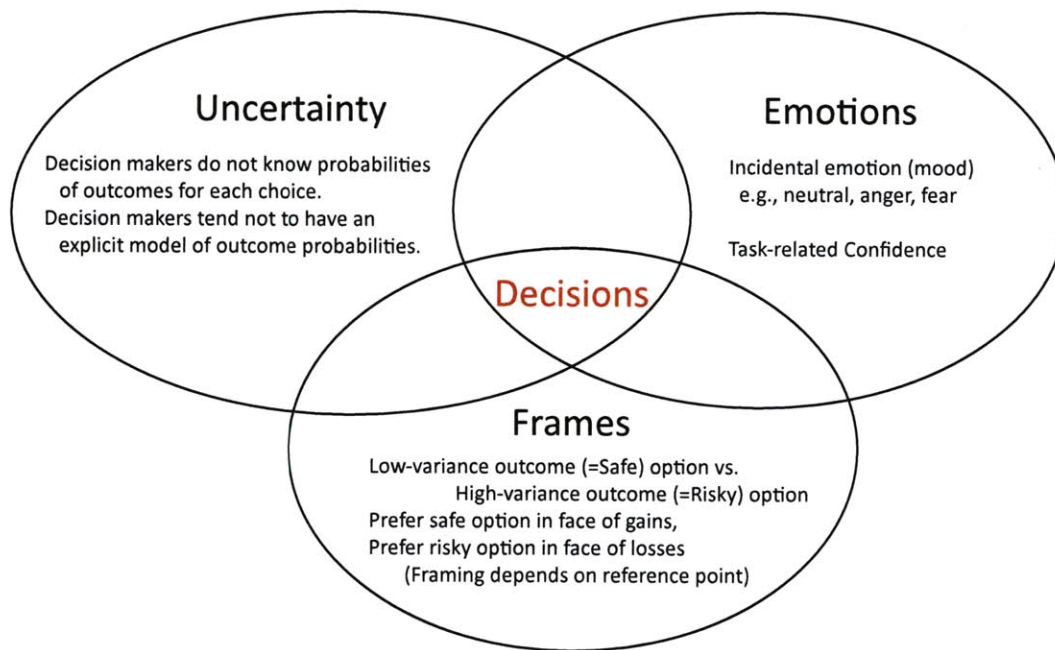 Uncertainty
Decision makers do not know probabilities
of outcomes for each choice.
Decision makers tend not to have an
explicit model of outcome probabilities.
Emotions
Incidental emotion (mood)
e.g., neutral, anger, fear
Task-related Confidence
Decisions
Frames
Low-variance outcome (=Safe) option vs.
High-variance outcome (=Risky) option
Prefer safe option in face of gains,
Prefer risky option in face of losses
(Framing depends on reference point)